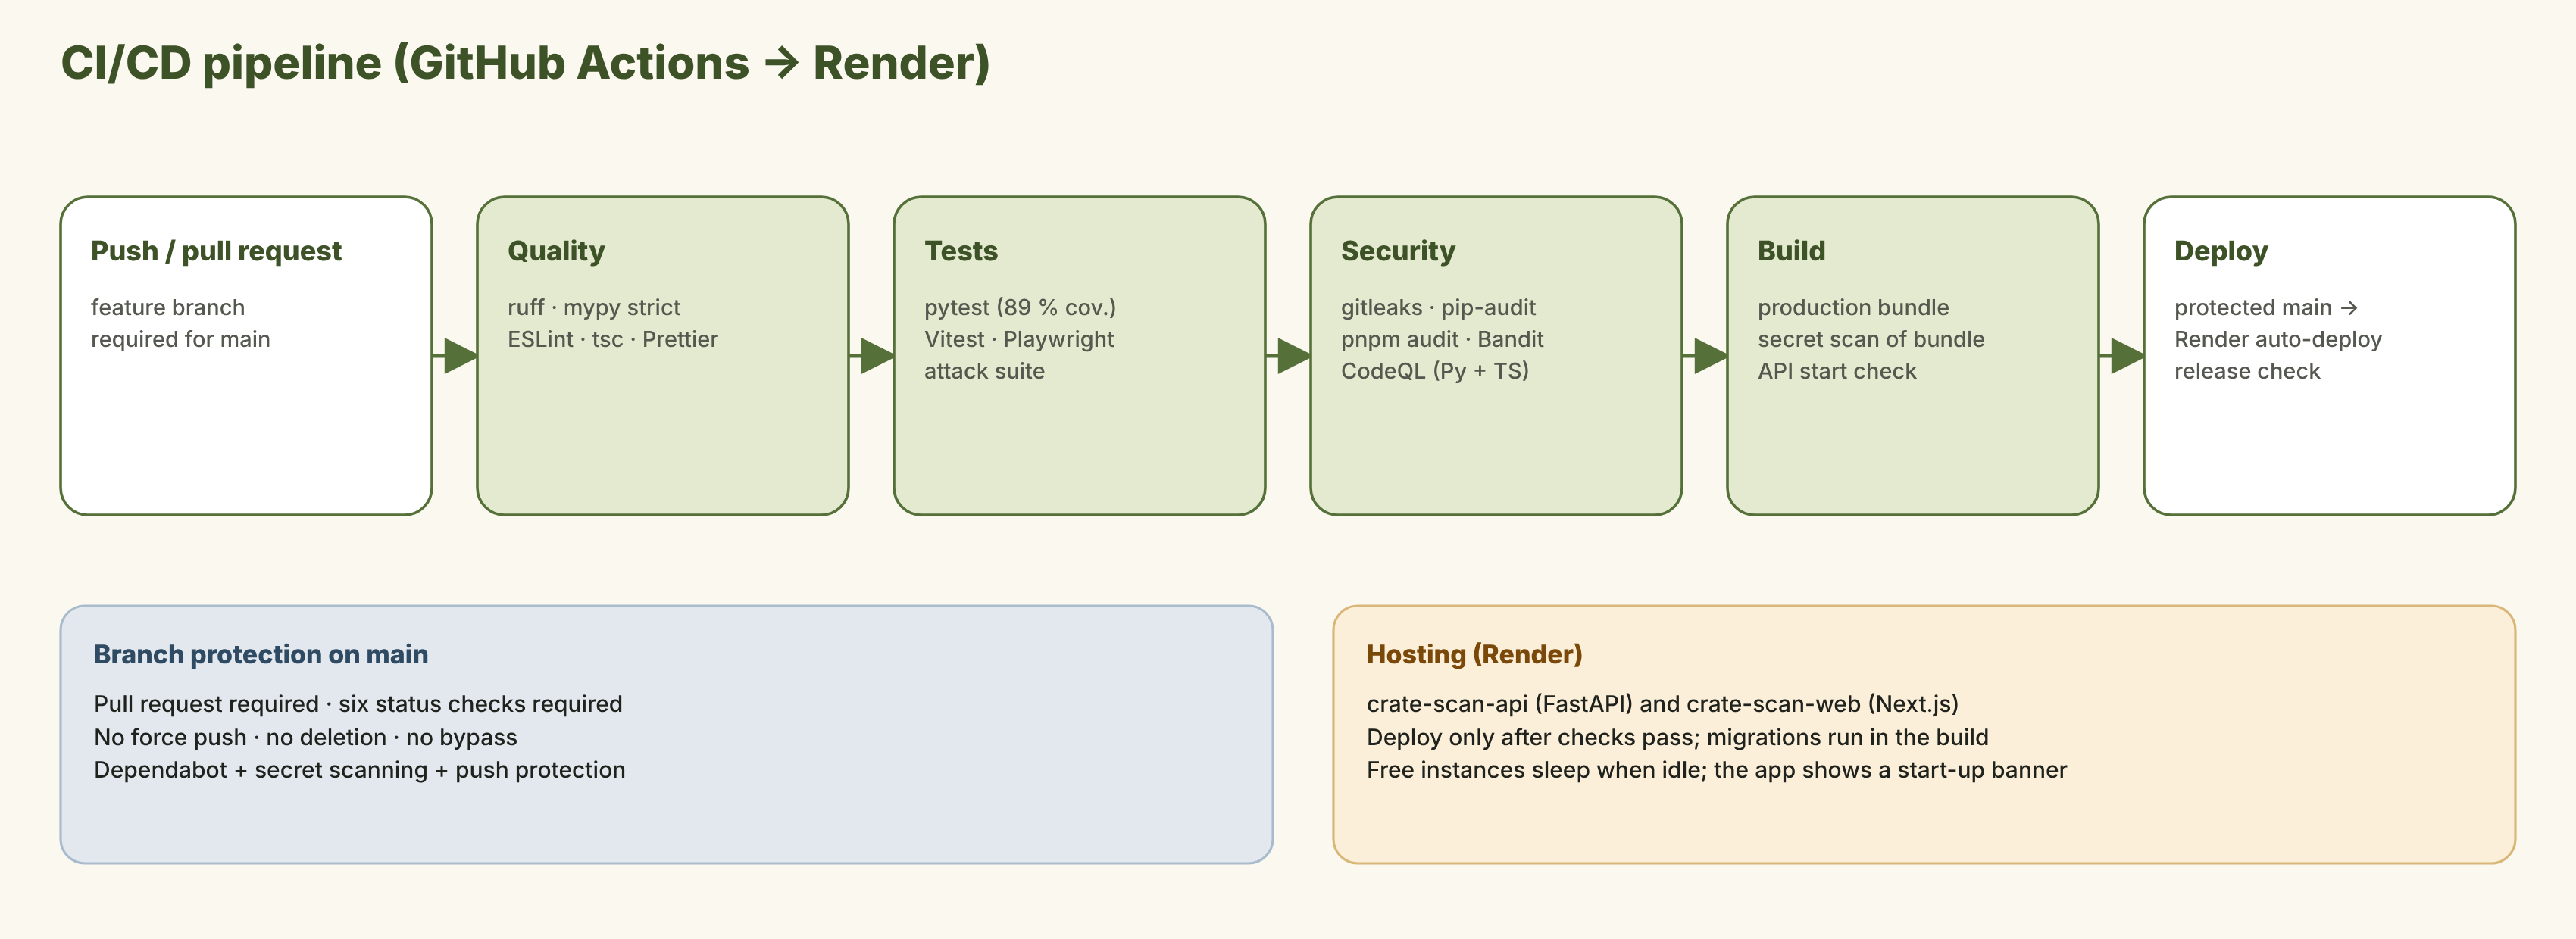 CI/CD pipeline (GitHub Actions → Render)
Push / pull request
feature branch
required for main
Quality
ruff · mypy strict
ESLint · tsc · Prettier
Tests
pytest (89 % cov.)
Vitest · Playwright
attack suite
Security
gitleaks · pip-audit
pnpm audit · Bandit
CodeQL (Py + TS)
Build
production bundle
secret scan of bundle
API start check
Deploy
protected main →
Render auto-deploy
release check
Branch protection on main
Pull request required · six status checks required
No force push · no deletion · no bypass
Dependabot + secret scanning + push protection
Hosting (Render)
crate-scan-api (FastAPI) and crate-scan-web (Next.js)
Deploy only after checks pass; migrations run in the build
Free instances sleep when idle; the app shows a start-up banner